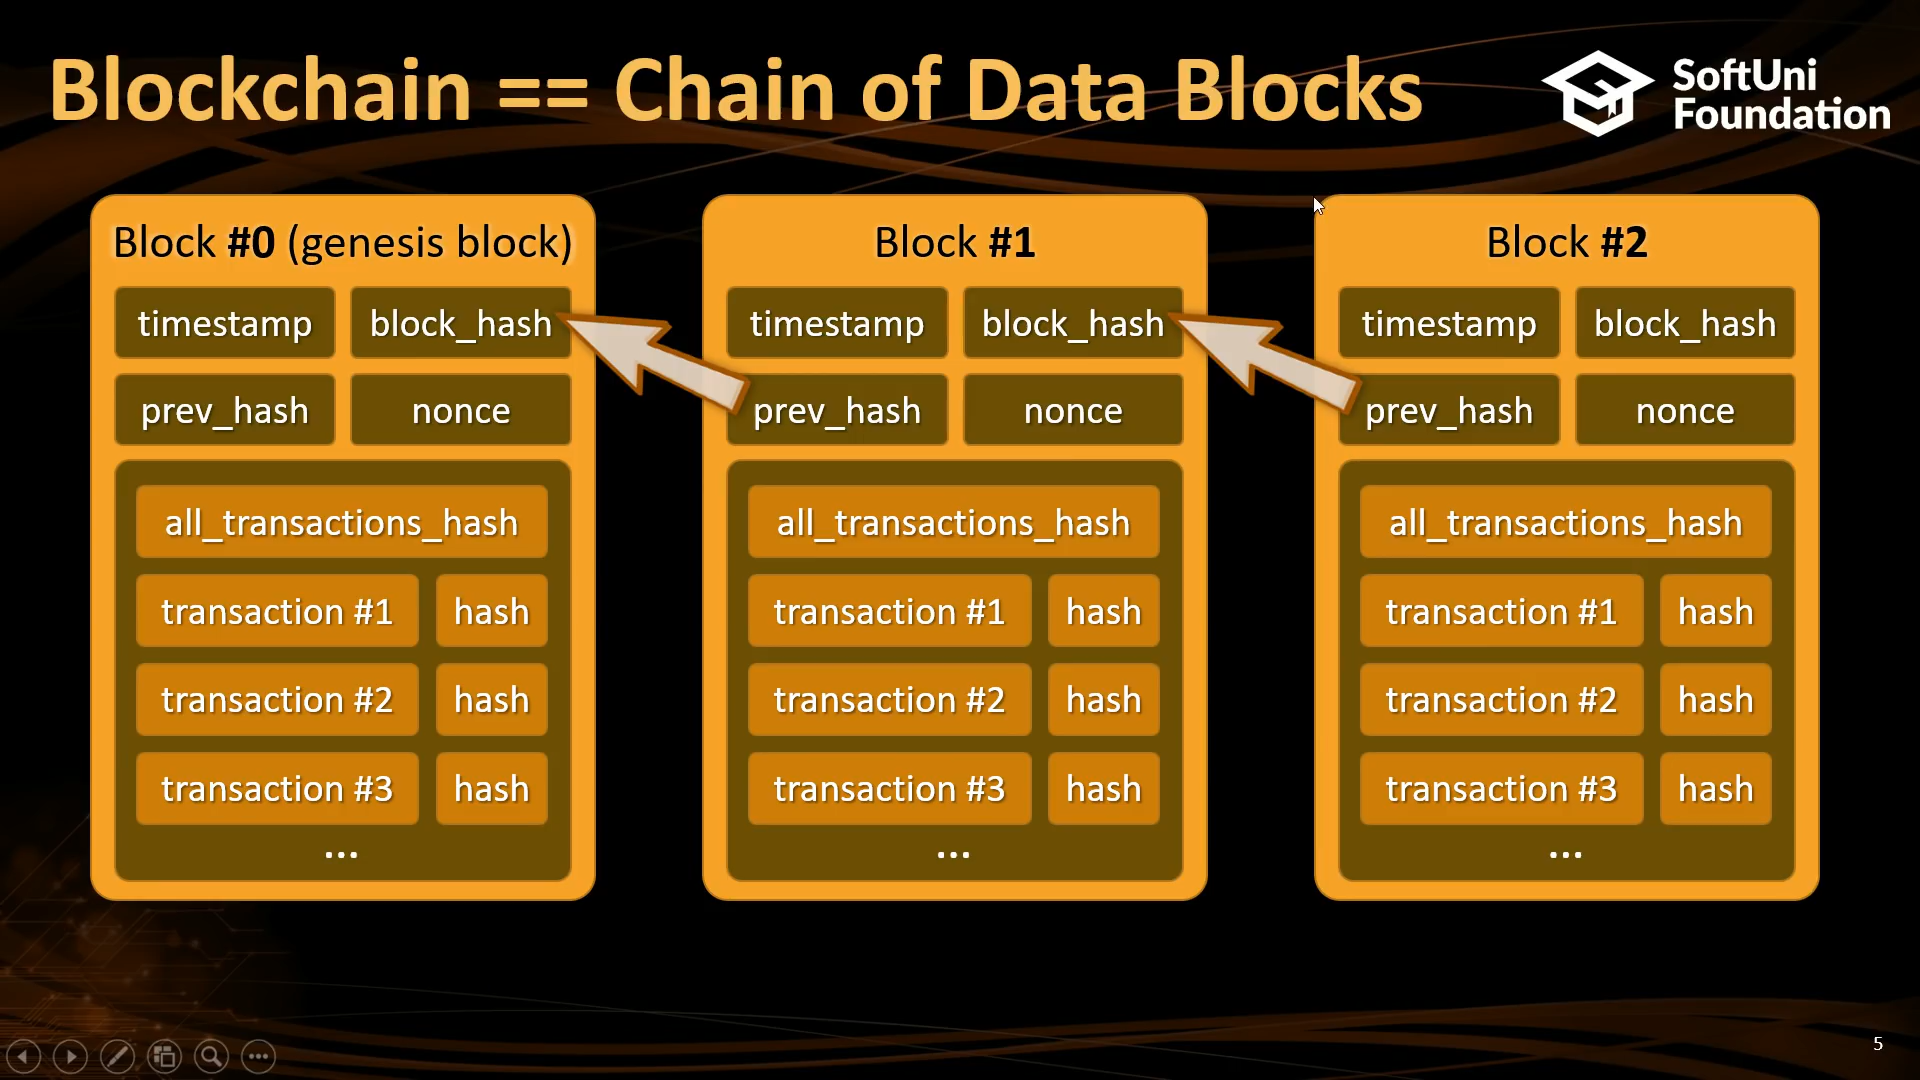 Blockchain == Chain of Data Blocks
SoftUni
Foundation
Block #0 (genesis block)
timestamp
block_hash
prev_hash
nonce
all_transactions_hash
transaction #1
hash
transaction #2
hash
transaction #3
hash
...
Block #1
timestamp
block_hash
prev_hash
nonce
all_transactions_hash
transaction #1
hash
transaction #2
hash
transaction #3
hash
...
Block #2
timestamp
block_hash
prev_hash
nonce
all_transactions_hash
transaction #1
hash
transaction #2
hash
transaction #3
hash
...
5